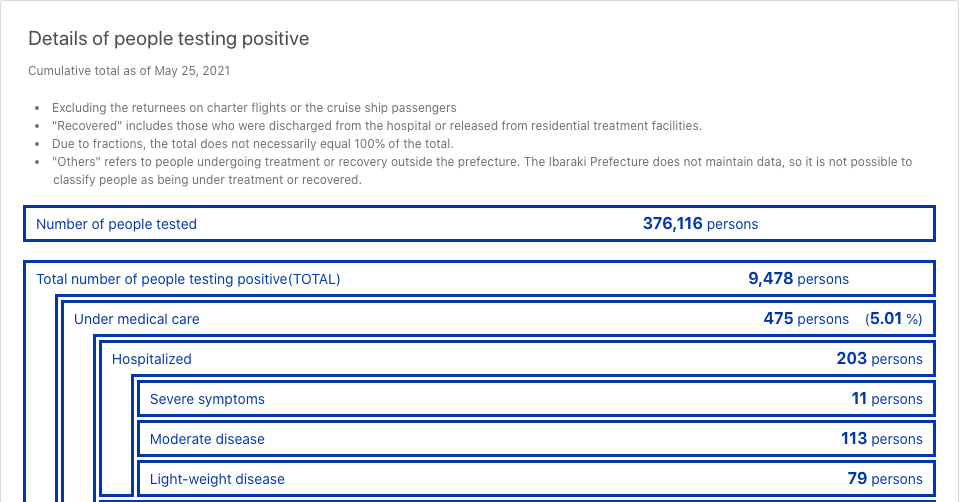 Details of people testing positive
Cumulative total as of May 25, 2021
• Excluding the returnees on charter flights or the cruise ship passengers
• "Recovered" includes those who were discharged from the hospital or released from residential treatment facilities.
• Due to fractions, the total does not necessarily equal 100% of the total.
• "Others" refers to people undergoing treatment or recovery outside the prefecture. The Ibaraki Prefecture does not maintain data, so it is not possible to
classify people as being under treatment or recovered.
Number of people tested 376,116 persons
Total number of people testing positive(TOTAL) 9,478 persons
Under medical care 475 persons (5.01 %)
Hospitalized 203 persons
Severe symptoms 11 persons
Moderate disease 113 persons
Light-weight disease 79 persons